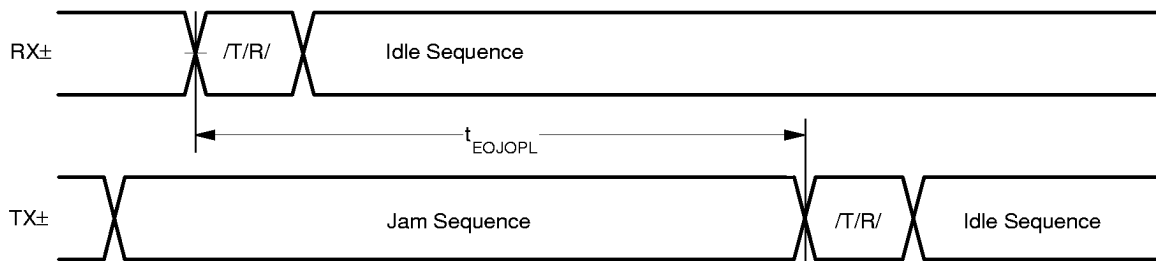 RX± /T/R/ Idle Sequence
tEOJOPL
TX± Jam Sequence /T/R/ Idle Sequence